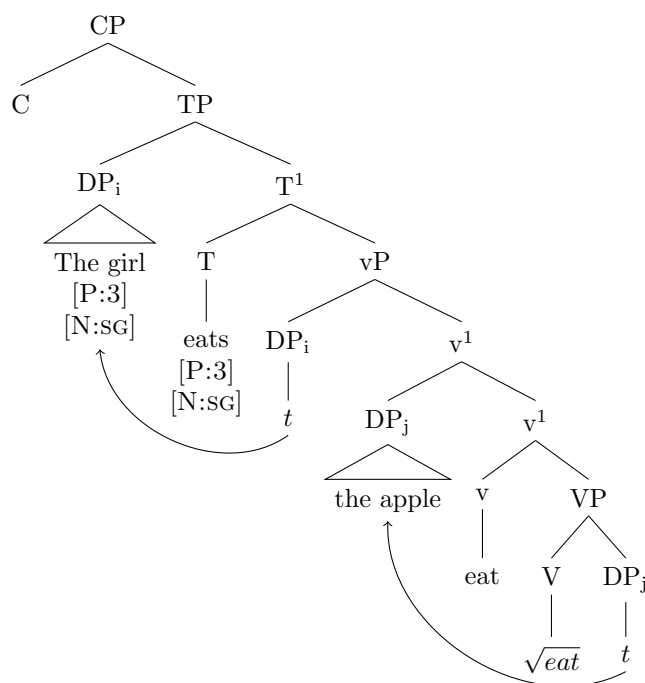 CP
C TP
DPi T1
The girl T vP
[P:3]
[N:SG]
eats DPi v1
[P:3]
[N:SG]
t DPj v1
the apple v VP
eat V DPj
√eat t